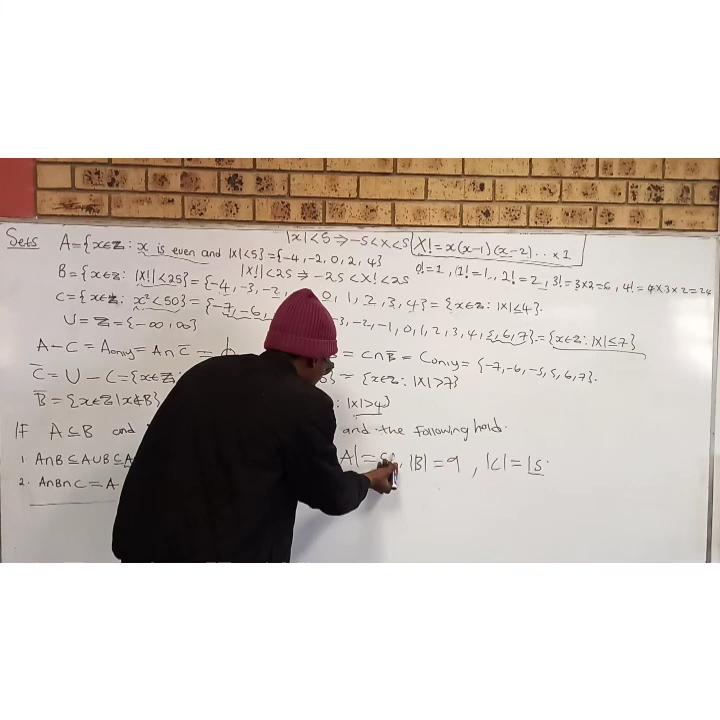 Sets A={x∈Z: x is even and |x|<5}={-4, -2, 0, 2, 4}
|x|<5⇒-5<x<5
X!=x(x-1)(x-2)...×1
0!=1, 1!=1, 2!=2, 3!=3×2=6, 4!=4×3×2=24
B={x∈Z: |X!|<25}={-4, -3, -2, 0, 1, 2, 3, 4}={x∈Z: |x|≤4}.
|X!|<25⇒-25<X!<25
C={x∈Z: x²<50}={-7, -6, -3, -2, -1, 0, 1, 2, 3, 4, 5, 6, 7}={x∈Z: |x|≤7}
U=Z={-∞, ∞}
A-C=Aonly=A∩C̅=ϕ =C∩B̅=Conly={-7, -6, -5, 5, 6, 7}.
C̅=U-C={x∈Z: ={x∈Z: |x|>7}
B̅={x∈Z|x∉B} : |x|>4}
IF A⊆B and and the following hold.
1. A∩B⊆A∪B⊆ A|=5, |B|=9, |C|=15.
2. A∩B∩C=A